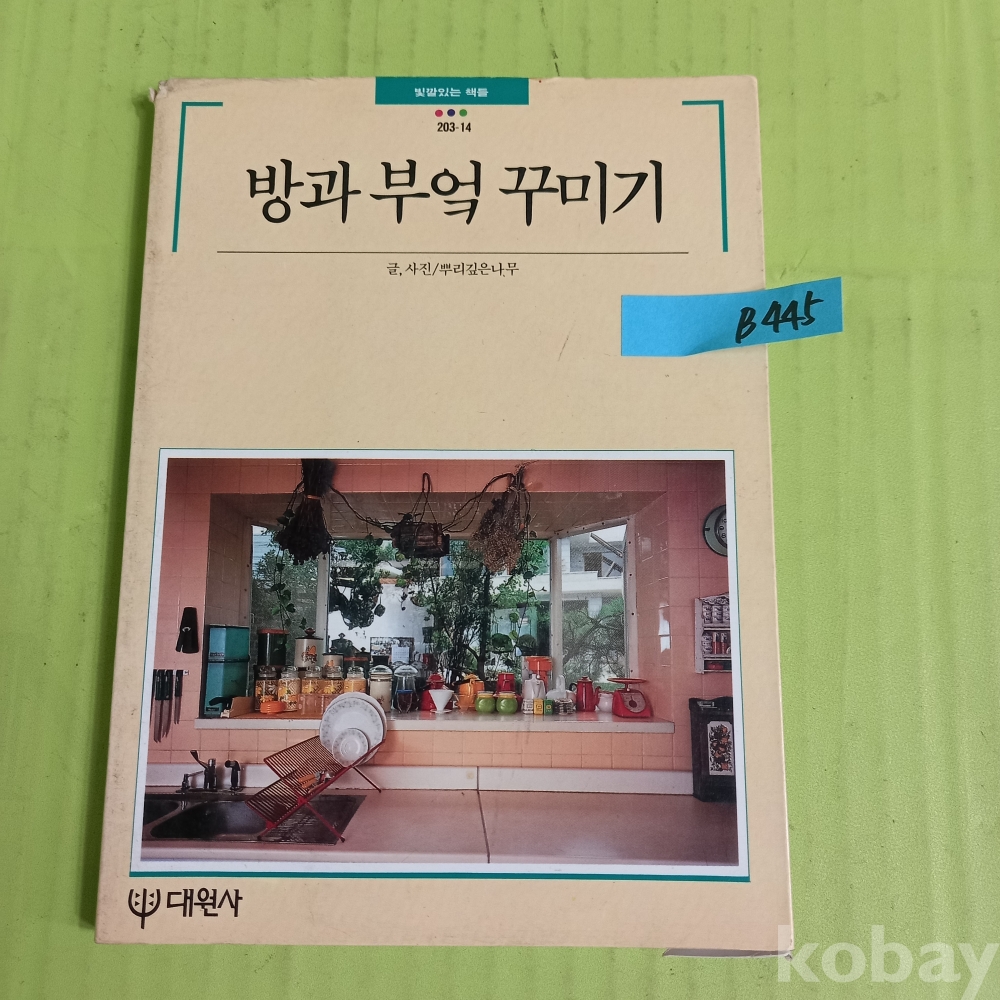 빛깔있는 책들
203-14
방과 부엌 꾸미기
글, 사진/뿌리깊은나무
B445
대원사
kobay